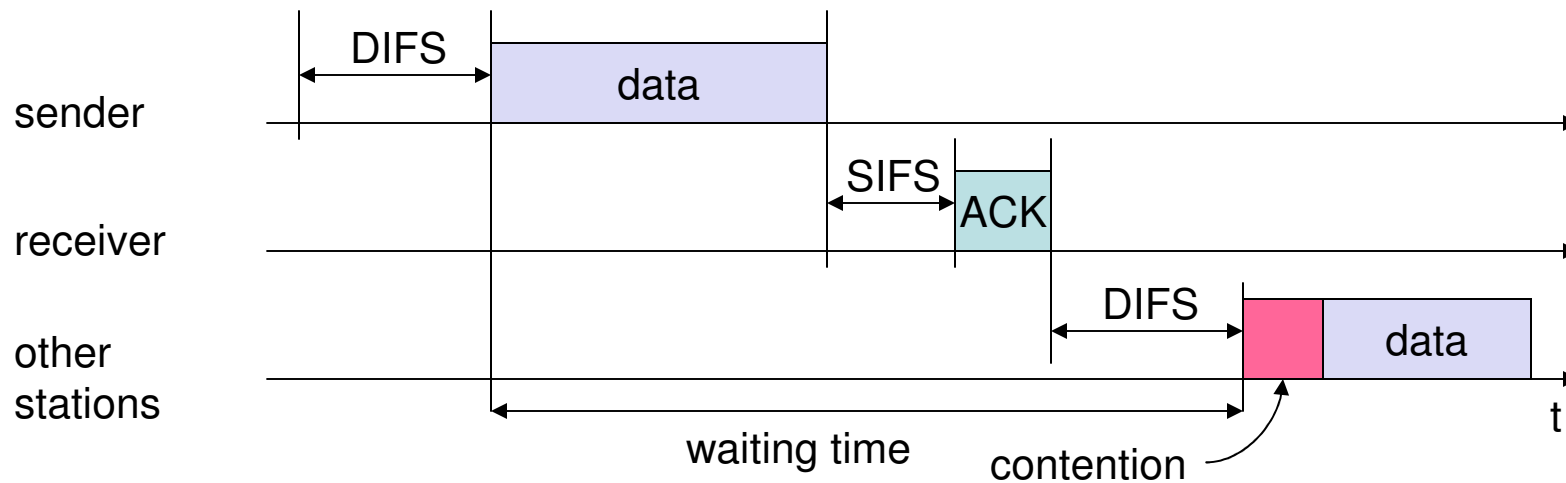 DIFS
data
sender
SIFS
ACK
receiver
DIFS
data
other
stations
t
waiting time
contention